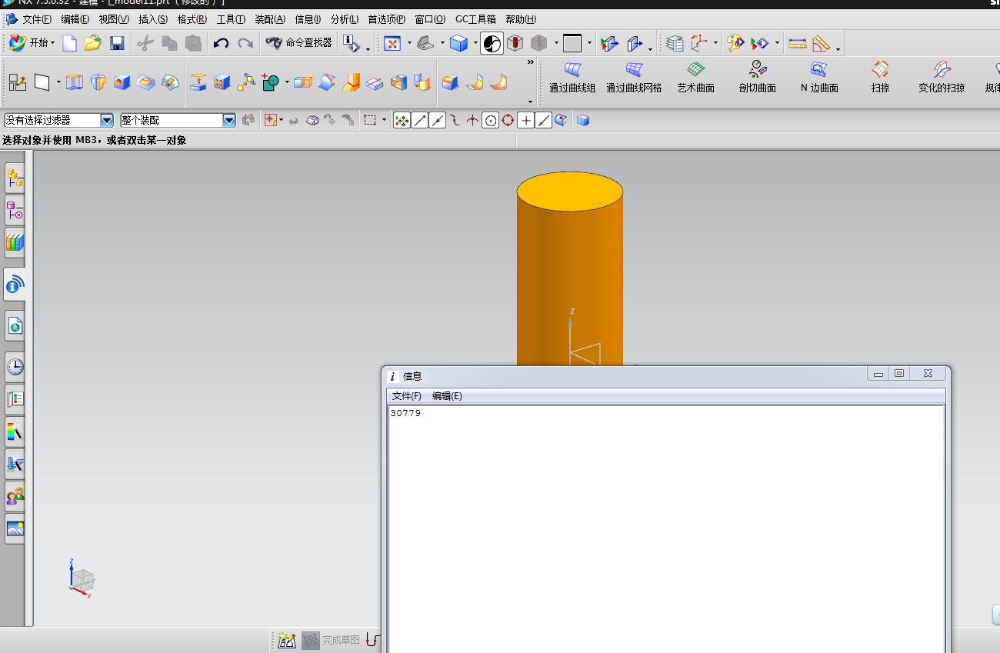 NX 7.5.0.32 - 建模 - [_model11.prt （修改的）]
文件(F) 编辑(E) 视图(V) 插入(S) 格式(R) 工具(T) 装配(A) 信息(I) 分析(L) 首选项(P) 窗口(O) GC工具箱 帮助(H)
开始 命令查找器
通过曲线组 通过曲线网格 艺术曲面 剖切曲面 N 边曲面 扫掠 变化的扫掠
没有选择过滤器 整个装配
选择对象并使用 MB3，或者双击某一对象
Z
信息
文件(F) 编辑(E)
30779
Z
X
完成草图